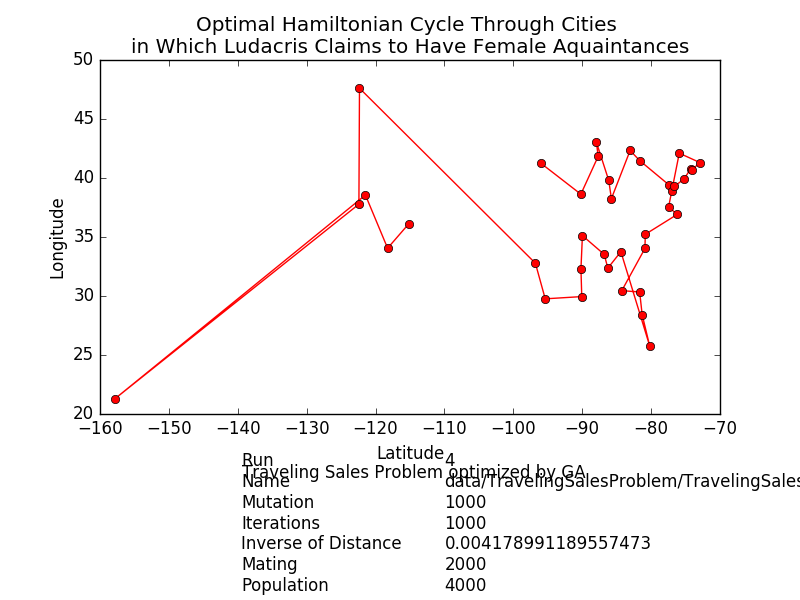 Optimal Hamiltonian Cycle Through Cities
in Which Ludacris Claims to Have Female Aquaintances
50
45
40
35
30
25
20
Longitude
−160 −150 −140 −130 −120 −110 −100 −90 −80 −70
Latitude
Run 4
Traveling Sales Problem optimized by GA
Name data/TravelingSalesProblem/TravelingSales
Mutation 1000
Iterations 1000
Inverse of Distance 0.004178991189557473
Mating 2000
Population 4000